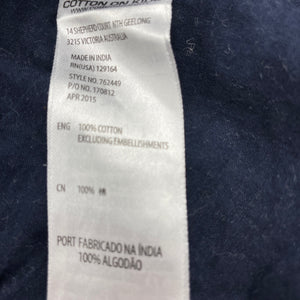 COTTON ON
14 SHEPHERD COURT NTH GEELONG
3215 VICTORIA AUSTRALIA
MADE IN INDIA
RN(USA) 129164
STYLE NO. 762449
P/O NO. 170812
APR 2015
ENG 100% COTTON
EXCLUDING EMBELLISHMENTS
CN 100% 棉
PORT FABRICADO NA ÍNDIA
100% ALGODÃO